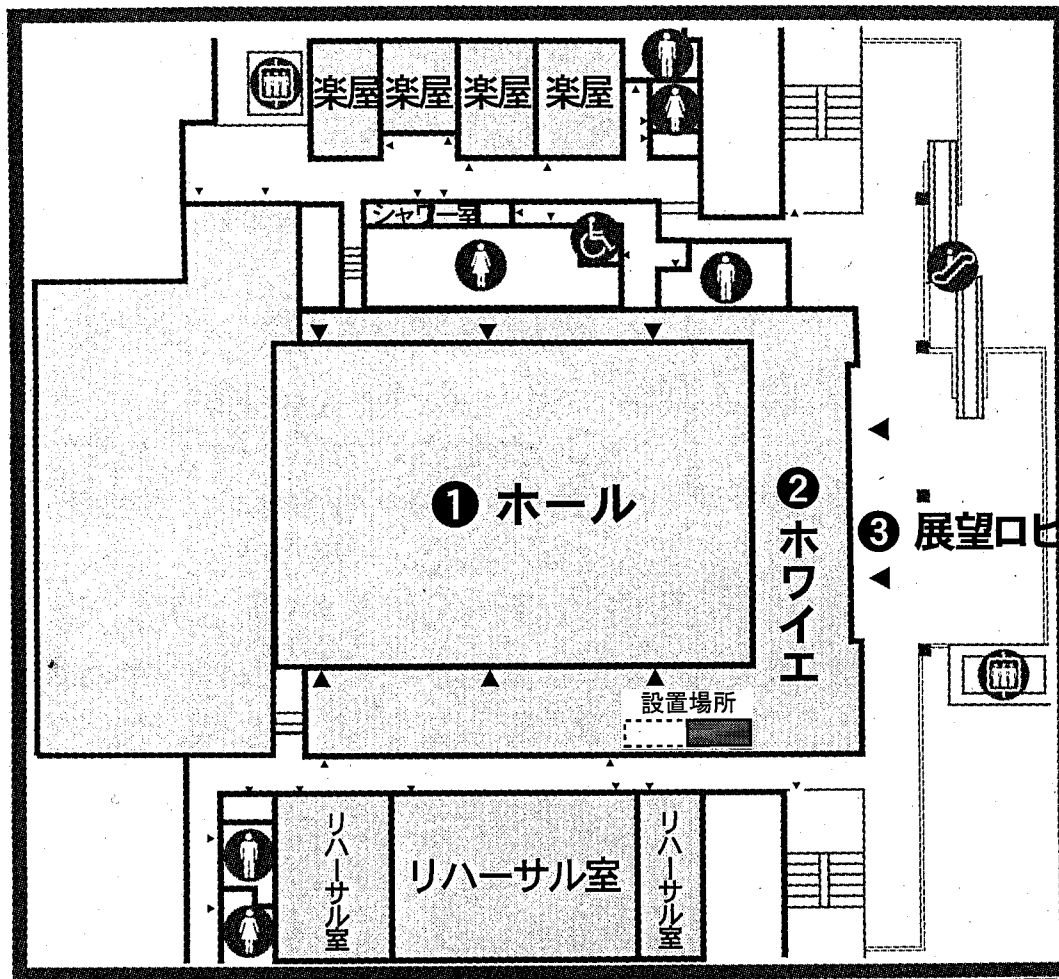 楽屋
楽屋
楽屋
楽屋
シャワー室
❶ ホール
❷ ホワイエ
❸ 展望ロビ
設置場所
リハーサル室
リハーサル室
リハーサル室